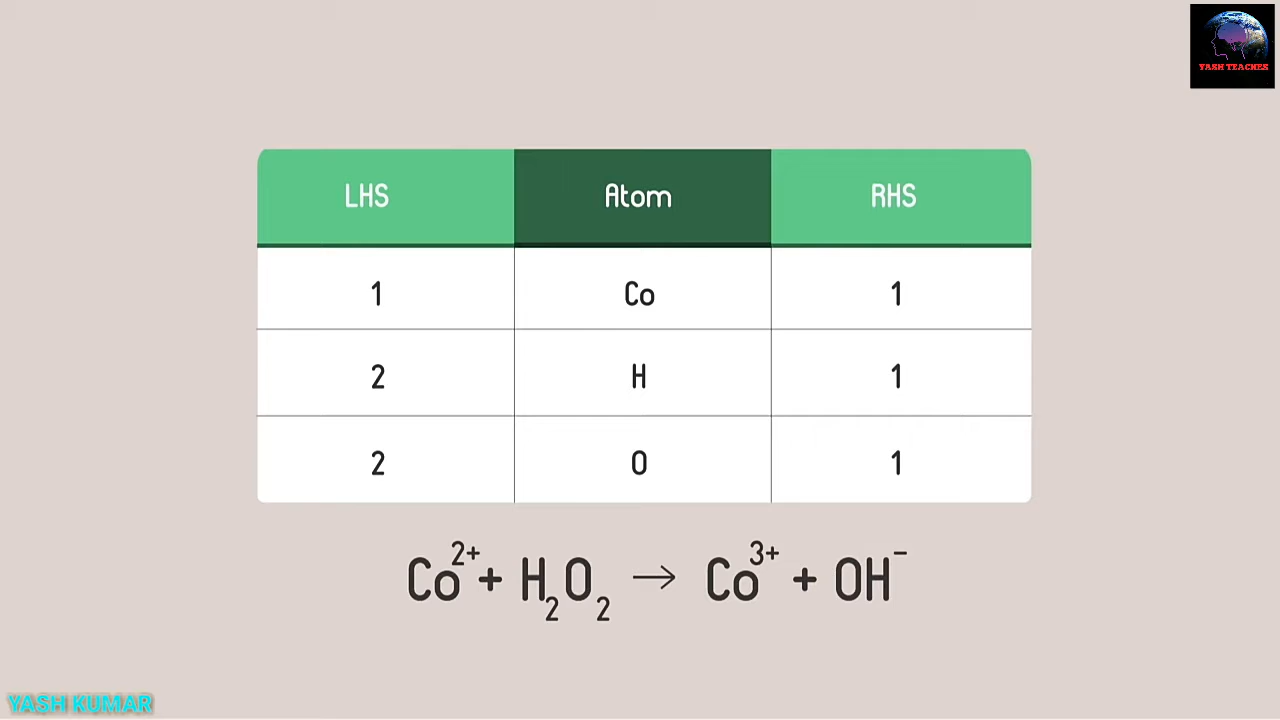 YASH TEACHES
LHS Atom RHS
1 Co 1
2 H 1
2 O 1
Co²⁺ + H₂O₂ → Co³⁺ + OH⁻
YASH KUMAR